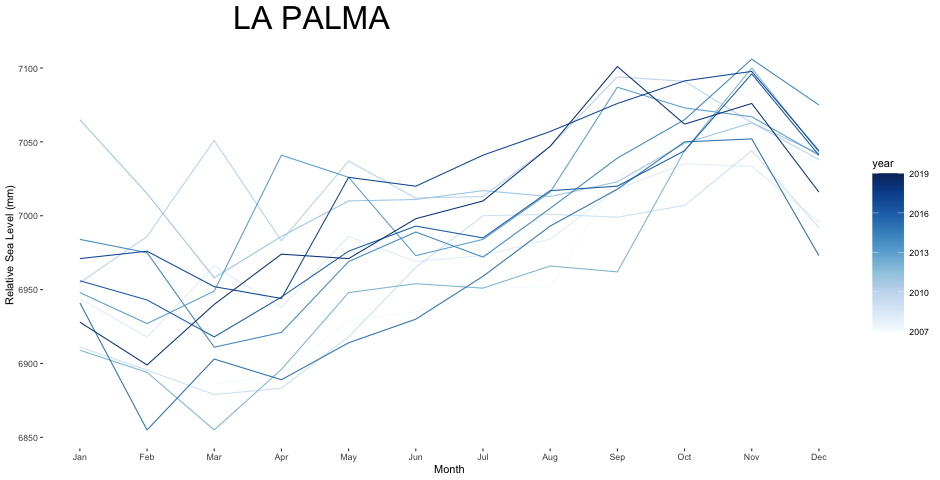 LA PALMA
Relative Sea Level (mm)
7100
7050
7000
6950
6900
6850
Jan Feb Mar Apr May Jun Jul Aug Sep Oct Nov Dec
Month
year
2019
2016
2013
2010
2007